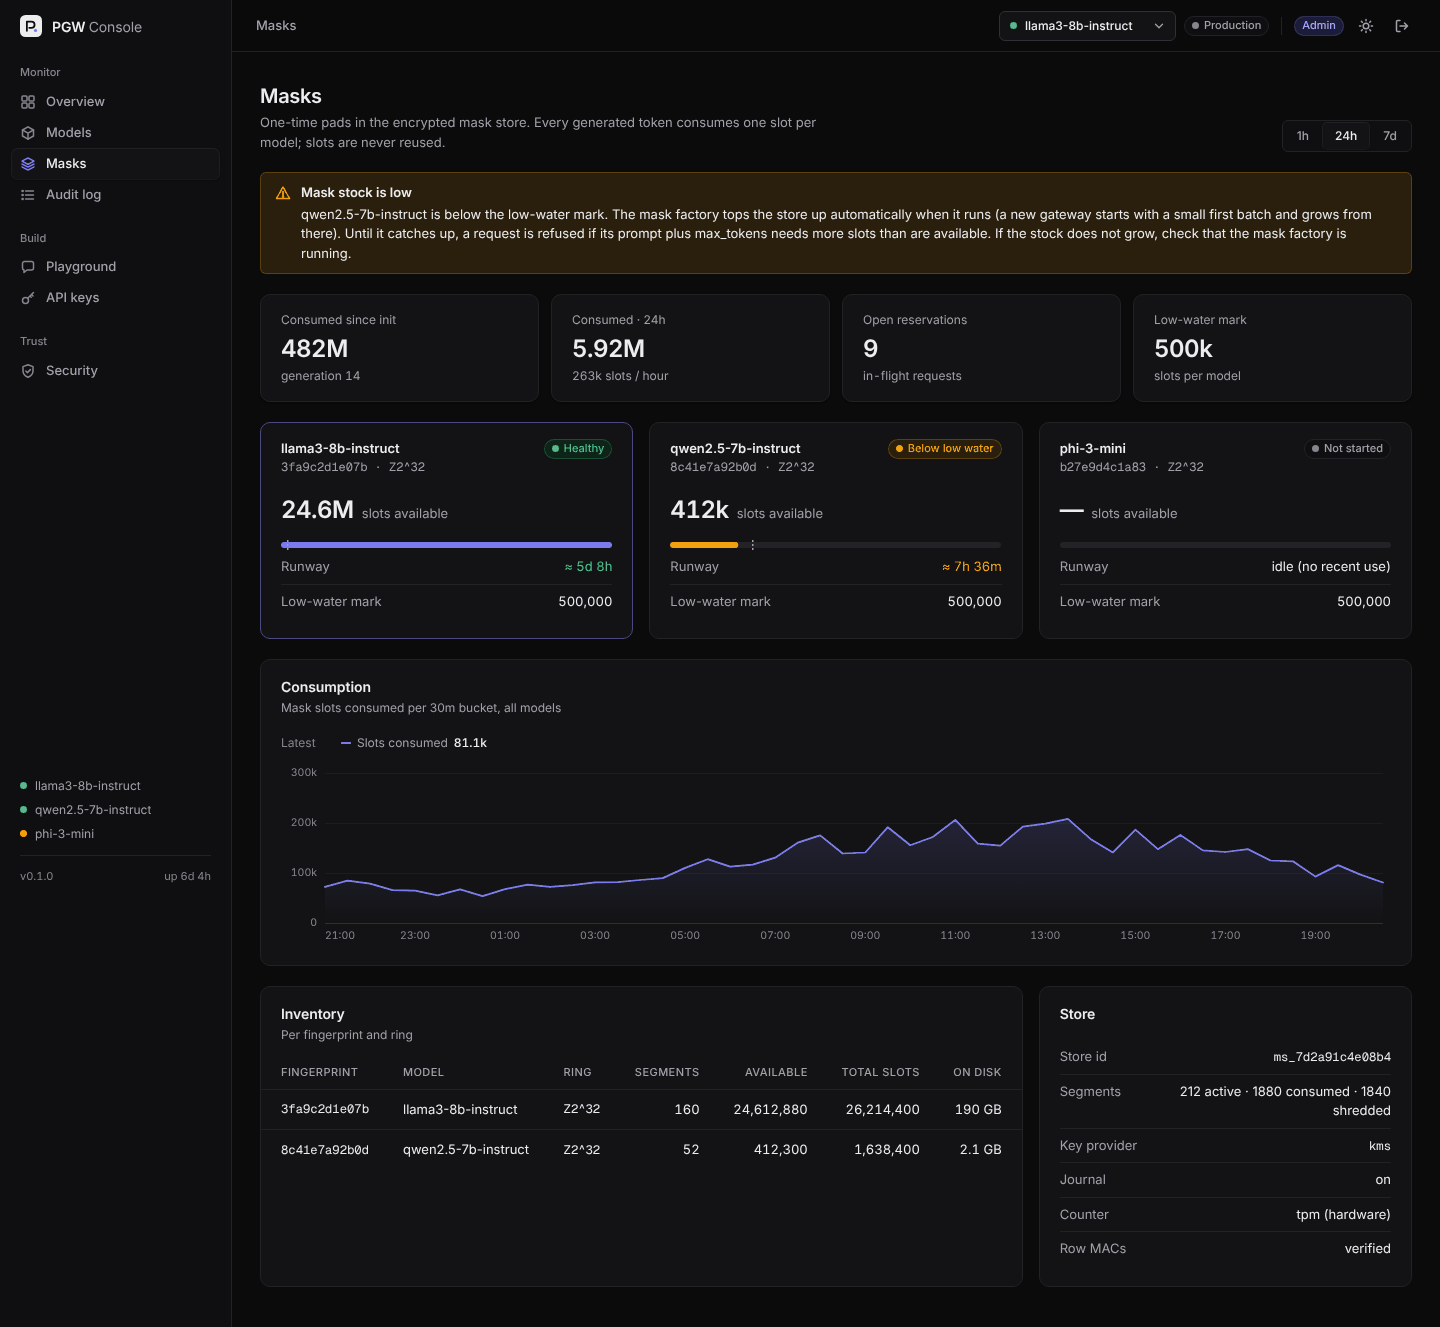 P. PGW Console
Masks
llama3-8b-instruct
Production
Admin
Monitor
Overview
Models
Masks
Audit log
Build
Playground
API keys
Trust
Security
llama3-8b-instruct
qwen2.5-7b-instruct
phi-3-mini
v0.1.0 up 6d 4h
Masks
One-time pads in the encrypted mask store. Every generated token consumes one slot per
model; slots are never reused.
1h 24h 7d
Mask stock is low
qwen2.5-7b-instruct is below the low-water mark. The mask factory tops the store up automatically when it runs (a new gateway starts with a small first batch and grows from
there). Until it catches up, a request is refused if its prompt plus max_tokens needs more slots than are available. If the stock does not grow, check that the mask factory is
running.
Consumed since init
482M
generation 14
Consumed · 24h
5.92M
263k slots / hour
Open reservations
9
in-flight requests
Low-water mark
500k
slots per model
llama3-8b-instruct Healthy
3fa9c2d1e07b · Z2^32
24.6M slots available
Runway ≈ 5d 8h
Low-water mark 500,000
qwen2.5-7b-instruct Below low water
8c41e7a92b0d · Z2^32
412k slots available
Runway ≈ 7h 36m
Low-water mark 500,000
phi-3-mini Not started
b27e9d4c1a83 · Z2^32
— slots available
Runway idle (no recent use)
Low-water mark 500,000
Consumption
Mask slots consumed per 30m bucket, all models
Latest Slots consumed 81.1k
300k
200k
100k
0
21:00 23:00 01:00 03:00 05:00 07:00 09:00 11:00 13:00 15:00 17:00 19:00
Inventory
Per fingerprint and ring
FINGERPRINT MODEL RING SEGMENTS AVAILABLE TOTAL SLOTS ON DISK
3fa9c2d1e07b llama3-8b-instruct Z2^32 160 24,612,880 26,214,400 190 GB
8c41e7a92b0d qwen2.5-7b-instruct Z2^32 52 412,300 1,638,400 2.1 GB
Store
Store id ms_7d2a91c4e08b4
Segments 212 active · 1880 consumed · 1840
shredded
Key provider kms
Journal on
Counter tpm (hardware)
Row MACs verified